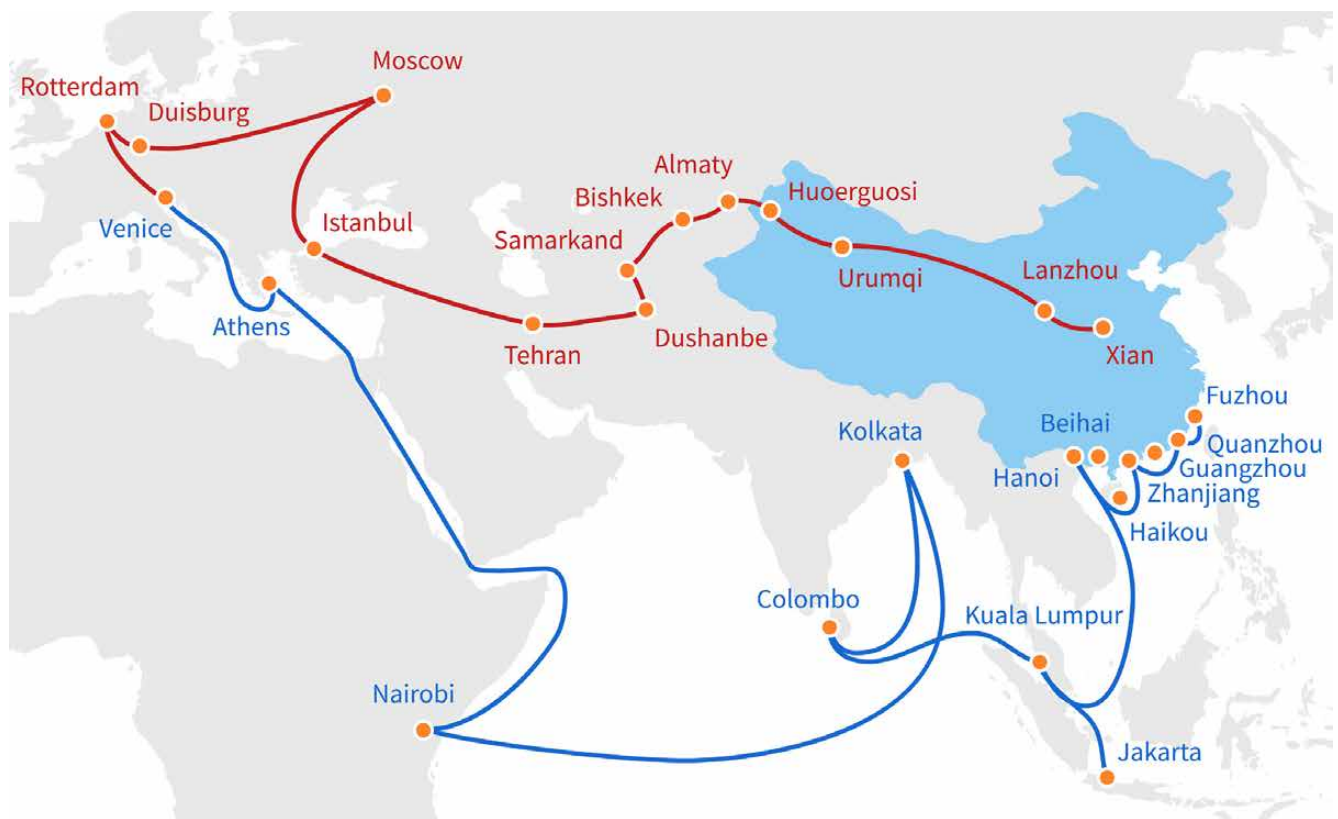 Moscow
Rotterdam
Duisburg
Almaty
Huoerguosi
Bishkek
Istanbul
Venice
Samarkand
Urumqi
Lanzhou
Athens
Dushanbe
Tehran
Xian
Fuzhou
Beihai
Kolkata
Quanzhou
Guangzhou
Hanoi
Zhanjiang
Haikou
Colombo
Kuala Lumpur
Nairobi
Jakarta